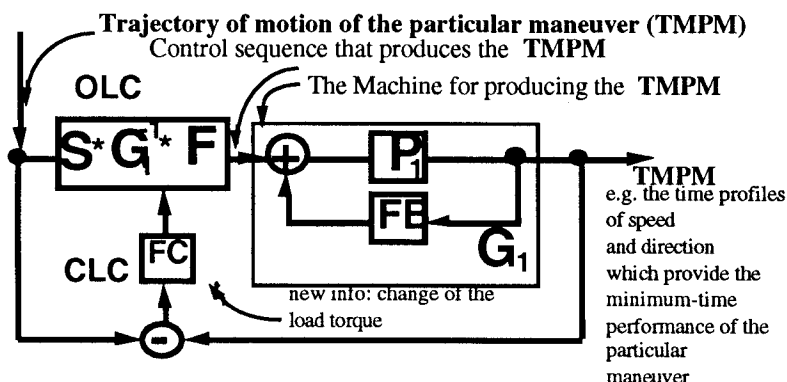 Trajectory of motion of the particular maneuver (TMPM)
Control sequence that produces the TMPM
OLC
The Machine for producing the TMPM
S* G₁⁻¹* F
+
P₁
FB
G₁
TMPM
e.g. the time profiles
of speed
and direction
which provide the
minimum-time
performance of the
particular
maneuver
FC
CLC
new info: change of the
load torque
-